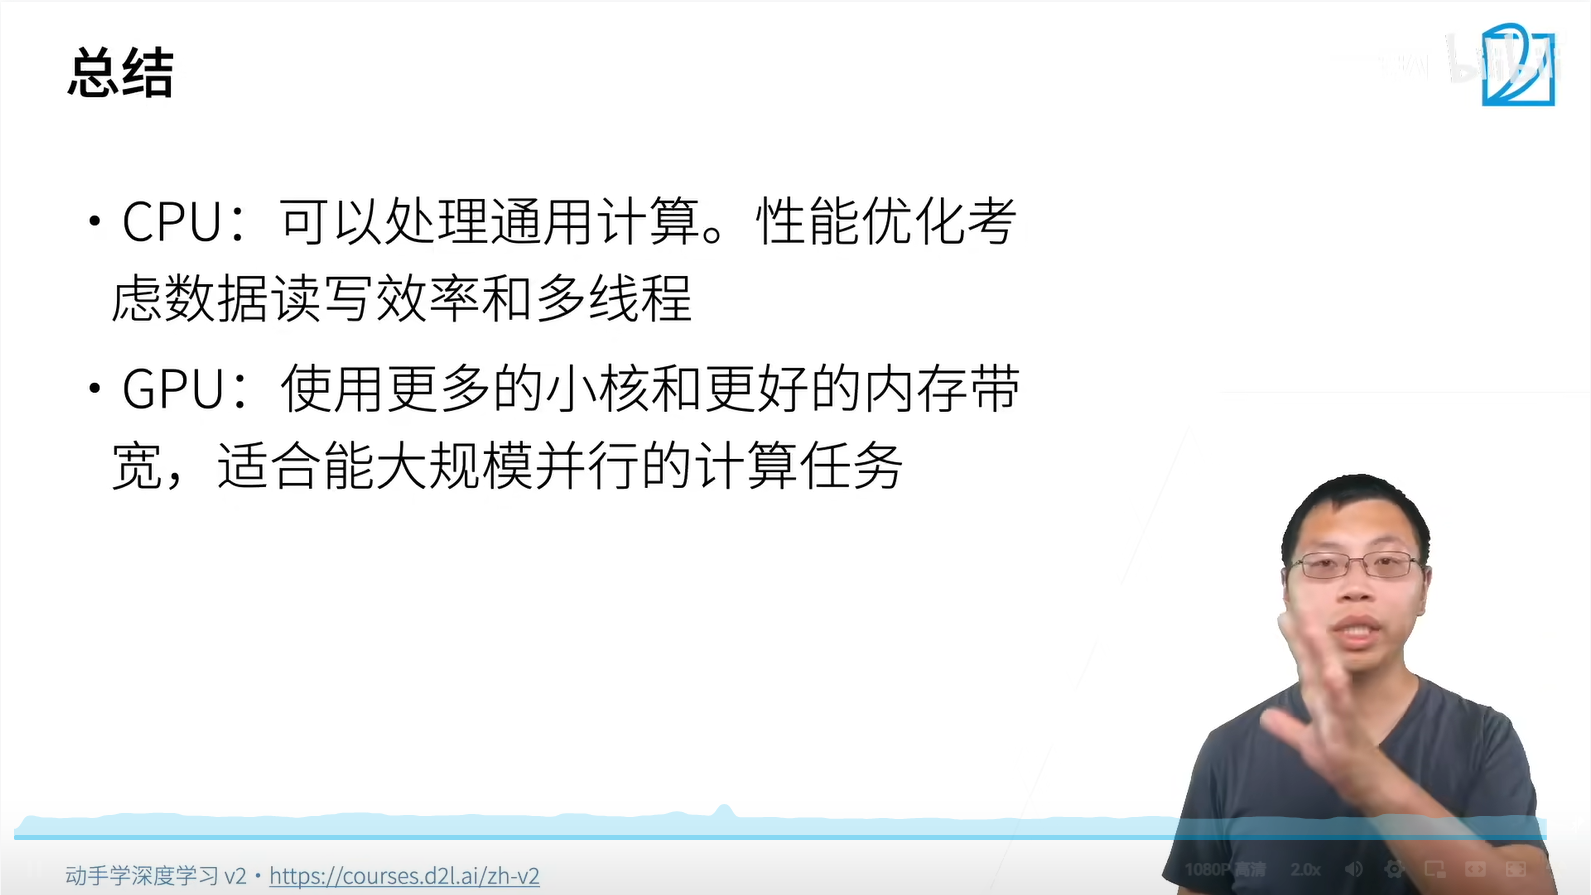 总结
bilibili
• CPU：可以处理通用计算。性能优化考
虑数据读写效率和多线程
• GPU：使用更多的小核和更好的内存带
宽，适合能大规模并行的计算任务
动手学深度学习 v2 • https://courses.d2l.ai/zh-v2
1080P 高清 2.0x